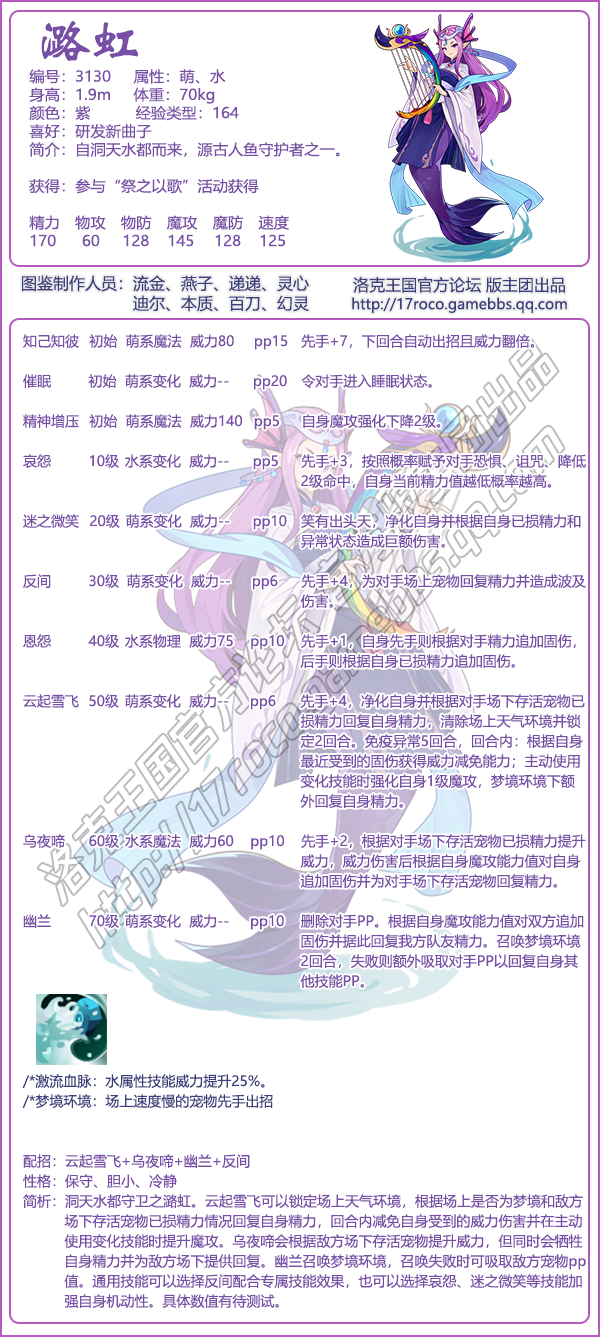 潞虹
编号：3130 属性：萌、水
身高：1.9m 体重：70kg
颜色：紫 经验类型：164
喜好：研发新曲子
简介：自洞天水都而来，源古人鱼守护者之一。
获得：参与“祭之以歌”活动获得
精力 物攻 物防 魔攻 魔防 速度
170 60 128 145 128 125
图鉴制作人员：流金、燕子、递递、灵心 洛克王国官方论坛 版主团出品
迪尔、本质、百刀、幻灵 http://17roco.gamebbs.qq.com/
知己知彼 初始 萌系魔法 威力80 pp15 先手+7，下回合自动出招且威力翻倍。
催眠 初始 萌系变化 威力-- pp20 令对手进入睡眠状态。
精神增压 初始 萌系魔法 威力140 pp5 自身魔攻强化下降2级。
哀怨 10级 水系变化 威力-- pp5 先手+3，按照概率赋予对手恐惧、诅咒、降低
2级命中，自身当前精力值越低概率越高。
迷之微笑 20级 萌系变化 威力-- pp10 笑有出头天，净化自身并根据自身已损精力和
异常状态造成巨额伤害。
反间 30级 萌系变化 威力-- pp6 先手+4，为对手场上宠物回复精力并造成波及
伤害。
恩怨 40级 水系物理 威力75 pp10 先手+1，自身先手则根据对手精力追加固伤，
后手则根据自身已损精力追加固伤。
云起雪飞 50级 萌系变化 威力-- pp6 先手+4，净化自身并根据对手场下存活宠物已
损精力回复自身精力，清除场上天气环境并锁
定2回合。免疫异常5回合，回合内：根据自身
最近受到的固伤获得威力减免能力；主动使用
变化技能时强化自身1级魔攻，梦境环境下额
外回复自身精力。
乌夜啼 60级 水系魔法 威力60 pp10 先手+2，根据对手场下存活宠物已损精力提升
威力，威力伤害后根据自身魔攻能力值对自身
追加固伤并为对手场下存活宠物回复精力。
幽兰 70级 萌系变化 威力-- pp10 删除对手PP。根据自身魔攻能力值对双方追加
固伤并据此回复我方队友精力。召唤梦境环境
2回合，失败则额外吸取对手PP以回复自身其
他技能PP。
洛克王国官方论坛 版主团出品
http://17roco.gamebbs.qq.com/
/*激流血脉：水属性技能威力提升25%。
/*梦境环境：场上速度慢的宠物先手出招
配招：云起雪飞+乌夜啼+幽兰+反间
性格：保守、胆小、冷静
简析：洞天水都守卫之潞虹。云起雪飞可以锁定场上天气环境，根据场上是否为梦境和敌方
场下存活宠物已损精力情况回复自身精力，回合内减免自身受到的威力伤害并在主动
使用变化技能时提升魔攻。乌夜啼会根据敌方场下存活宠物提升威力，但同时会牺牲
自身精力并为敌方场下提供回复。幽兰召唤梦境环境，召唤失败时可吸取敌方宠物pp
值。通用技能可以选择反间配合专属技能效果，也可以选择哀怨、迷之微笑等技能加
强自身机动性。具体数值有待测试。